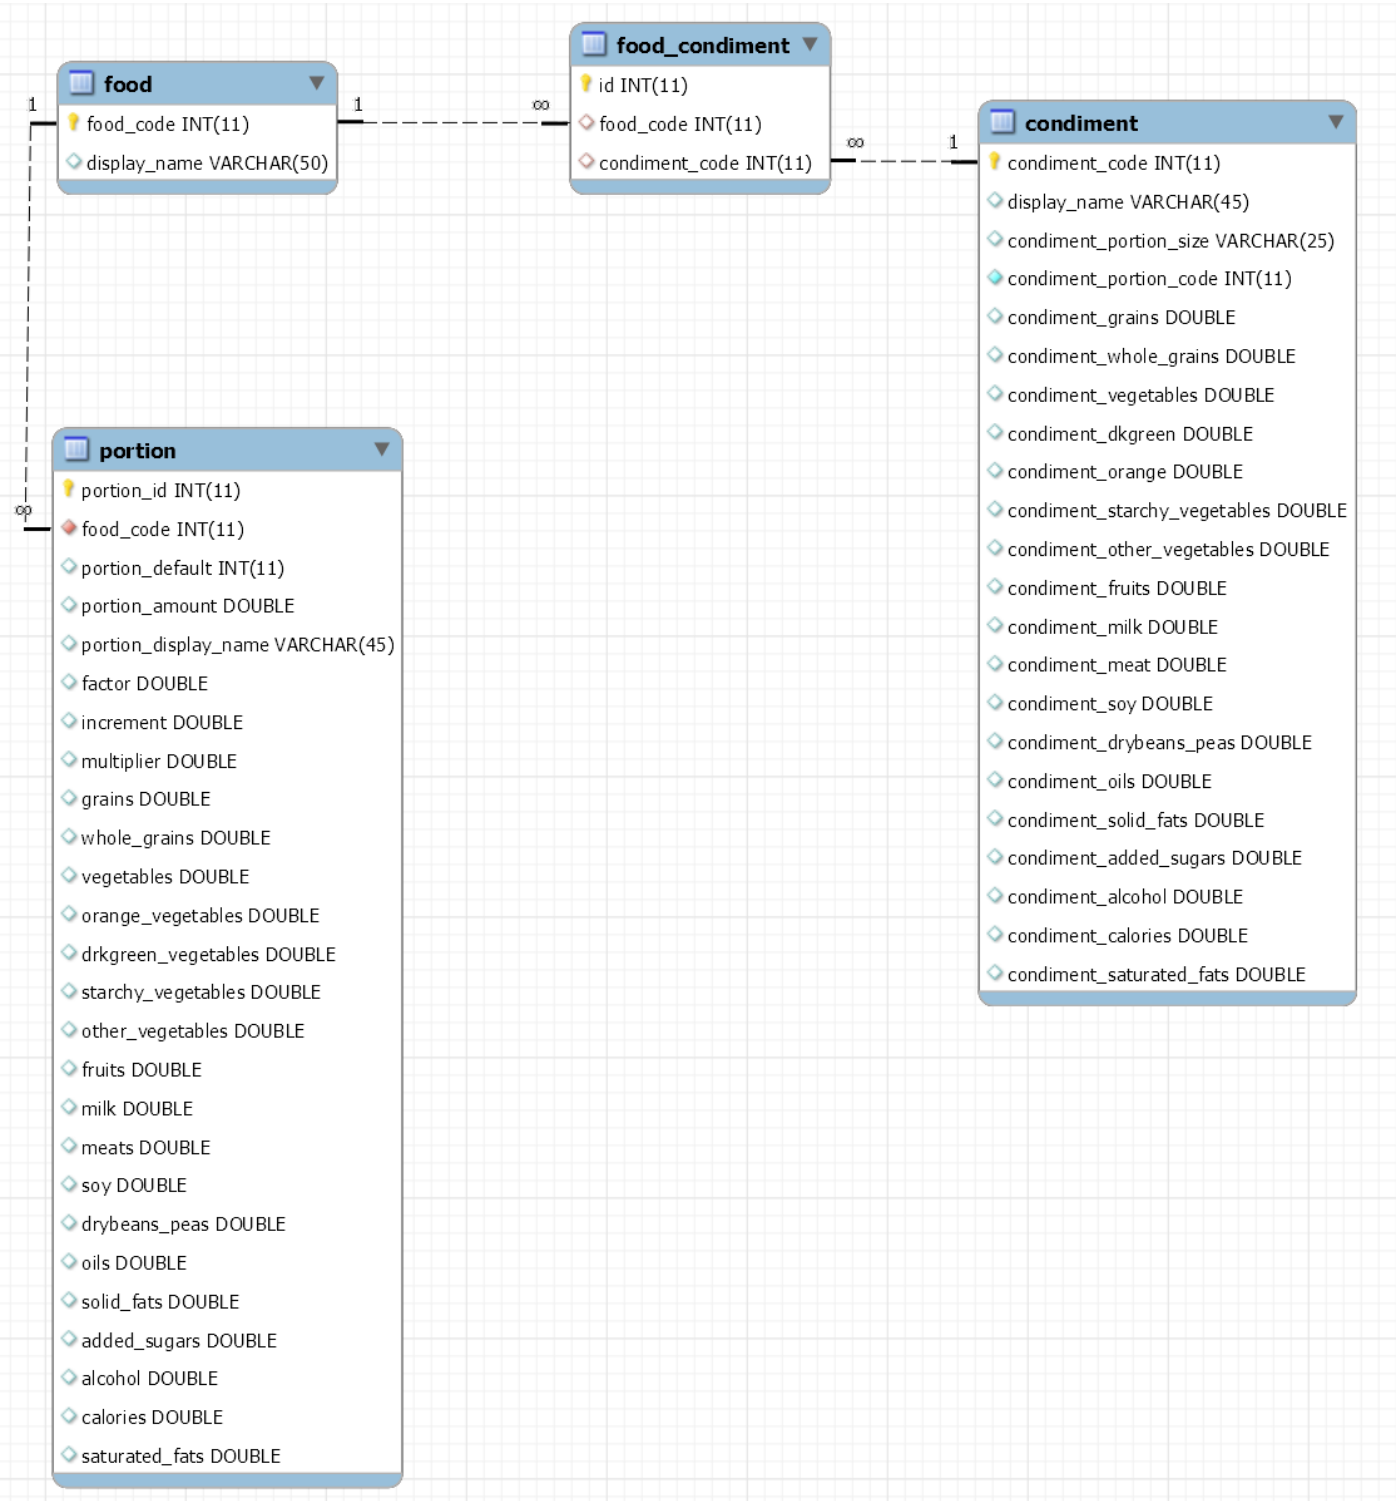 food
food_code INT(11)
display_name VARCHAR(50)
1
1
∞
food_condiment
id INT(11)
food_code INT(11)
condiment_code INT(11)
∞
1
condiment
condiment_code INT(11)
display_name VARCHAR(45)
condiment_portion_size VARCHAR(25)
condiment_portion_code INT(11)
condiment_grains DOUBLE
condiment_whole_grains DOUBLE
condiment_vegetables DOUBLE
condiment_dkgreen DOUBLE
condiment_orange DOUBLE
condiment_starchy_vegetables DOUBLE
condiment_other_vegetables DOUBLE
condiment_fruits DOUBLE
condiment_milk DOUBLE
condiment_meat DOUBLE
condiment_soy DOUBLE
condiment_drybeans_peas DOUBLE
condiment_oils DOUBLE
condiment_solid_fats DOUBLE
condiment_added_sugars DOUBLE
condiment_alcohol DOUBLE
condiment_calories DOUBLE
condiment_saturated_fats DOUBLE
∞
portion
portion_id INT(11)
food_code INT(11)
portion_default INT(11)
portion_amount DOUBLE
portion_display_name VARCHAR(45)
factor DOUBLE
increment DOUBLE
multiplier DOUBLE
grains DOUBLE
whole_grains DOUBLE
vegetables DOUBLE
orange_vegetables DOUBLE
drkgreen_vegetables DOUBLE
starchy_vegetables DOUBLE
other_vegetables DOUBLE
fruits DOUBLE
milk DOUBLE
meats DOUBLE
soy DOUBLE
drybeans_peas DOUBLE
oils DOUBLE
solid_fats DOUBLE
added_sugars DOUBLE
alcohol DOUBLE
calories DOUBLE
saturated_fats DOUBLE